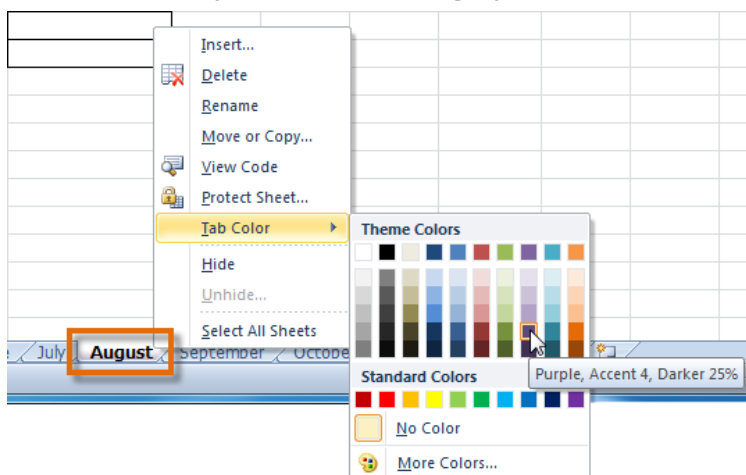 Insert...
Delete
Rename
Move or Copy...
View Code
Protect Sheet...
Tab Color
Theme Colors
Hide
Unhide...
Select All Sheets
July August September Octobe
Purple, Accent 4, Darker 25%
Standard Colors
No Color
More Colors...